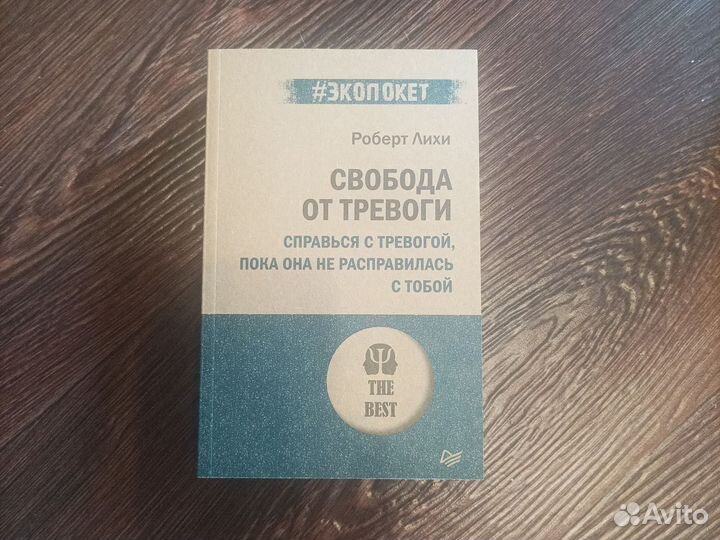 #ЭКОПОКЕТ
Роберт Лихи
СВОБОДА
ОТ ТРЕВОГИ
СПРАВЬСЯ С ТРЕВОГОЙ,
ПОКА ОНА НЕ РАСПРАВИЛАСЬ
С ТОБОЙ
Ψ
THE
BEST
Avito